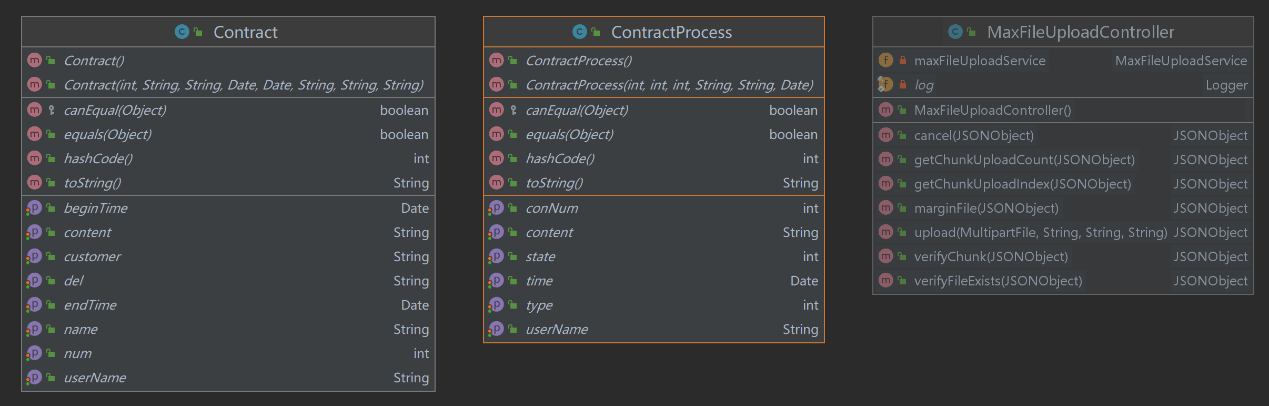 Contract
Contract()
Contract(int, String, String, Date, Date, String, String, String)
canEqual(Object) boolean
equals(Object) boolean
hashCode() int
toString() String
beginTime Date
content String
customer String
del String
endTime Date
name String
num int
userName String
ContractProcess
ContractProcess()
ContractProcess(int, int, int, String, String, Date)
canEqual(Object) boolean
equals(Object) boolean
hashCode() int
toString() String
conNum int
content String
state int
time Date
type int
userName String
MaxFileUploadController
maxFileUploadService MaxFileUploadService
log Logger
MaxFileUploadController()
cancel(JSONObject) JSONObject
getChunkUploadCount(JSONObject) JSONObject
getChunkUploadIndex(JSONObject) JSONObject
marginFile(JSONObject) JSONObject
upload(MultipartFile, String, String, String) JSONObject
verifyChunk(JSONObject) JSONObject
verifyFileExists(JSONObject) JSONObject